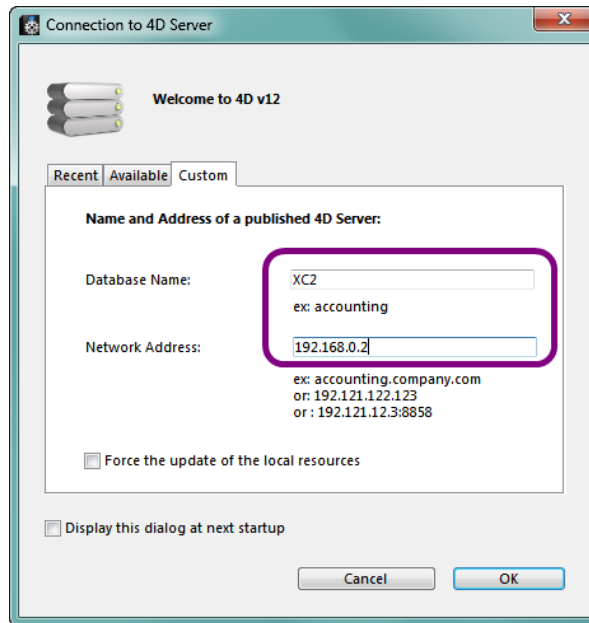 Connection to 4D Server
Welcome to 4D v12
Recent Available Custom
Name and Address of a published 4D Server:
Database Name: XC2
ex: accounting
Network Address: 192.168.0.2
ex: accounting.company.com
or: 192.121.122.123
or : 192.121.12.3:8858
Force the update of the local resources
Display this dialog at next startup
Cancel OK